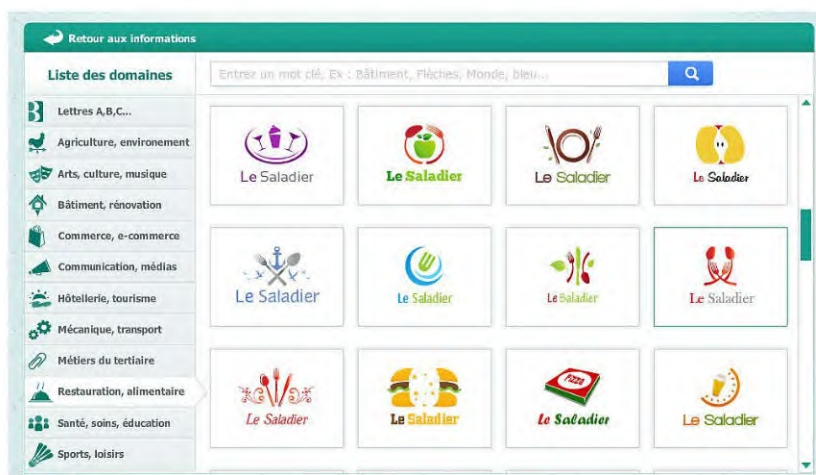 Retour aux informations
Liste des domaines
Entrez un mot clé, Ex : Bâtiment, Flèches, Monde, bleu...
Lettres A,B,C...
Agriculture, environement
Arts, culture, musique
Bâtiment, rénovation
Commerce, e-commerce
Communication, médias
Hôtellerie, tourisme
Mécanique, transport
Métiers du tertiaire
Restauration, alimentaire
Santé, soins, éducation
Sports, loisirs
Le Saladier
Le Saladier
Le Saladier
Le Saladier
Le Saladier
Le Saladier
Le Saladier
Le Saladier
Le Saladier
Le Saladier
PIZZA
Le Saladier
Le Saladier